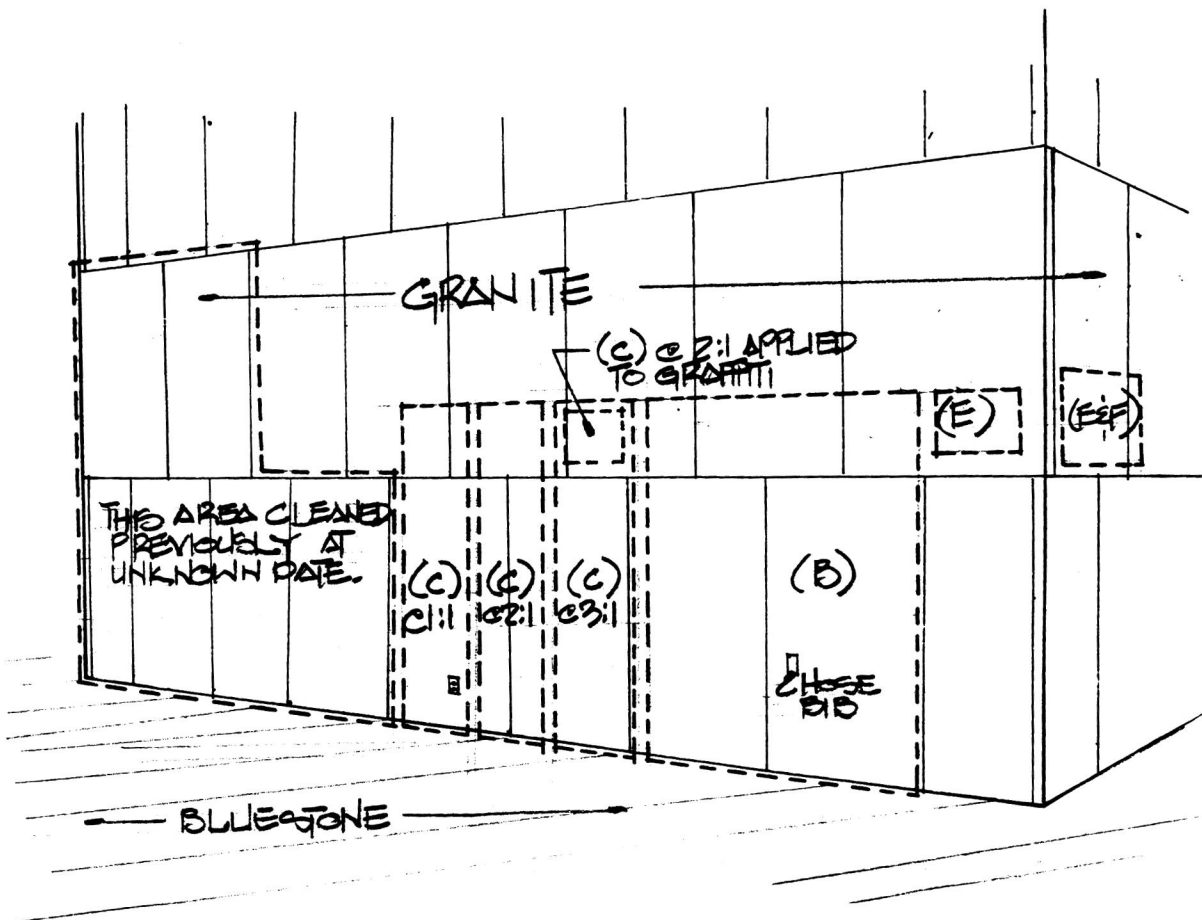 GRANITE
(C) @ 2:1 APPLIED
TO GRAFFITI
(E)
(E&F)
THIS AREA CLEANED
PREVIOUSLY AT
UNKNOWN DATE.
(C)
@1:1
(C)
@2:1
(C)
@3:1
(B)
HOSE
BIB
BLUESTONE